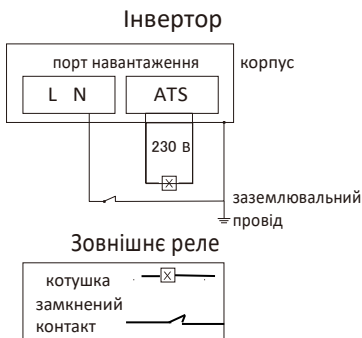 Інвертор
порт навантаження
корпус
L N
ATS
230 В
X
заземлювальний
провід
Зовнішнє реле
котушка
X
замкнений
контакт